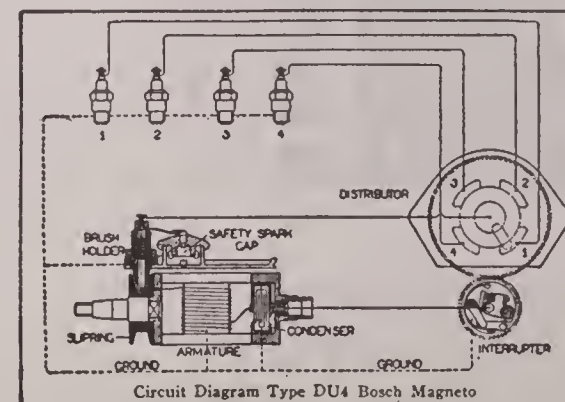 1 2 3 4
3 2
4 1
DISTRIBUTOR
BRUSH
HOLDER
SAFETY SPARK
GAP
SLIPRING
ARMATURE
CONDENSER
GROUND
GROUND
INTERRUPTER
Circuit Diagram Type DU4 Bosch Magneto